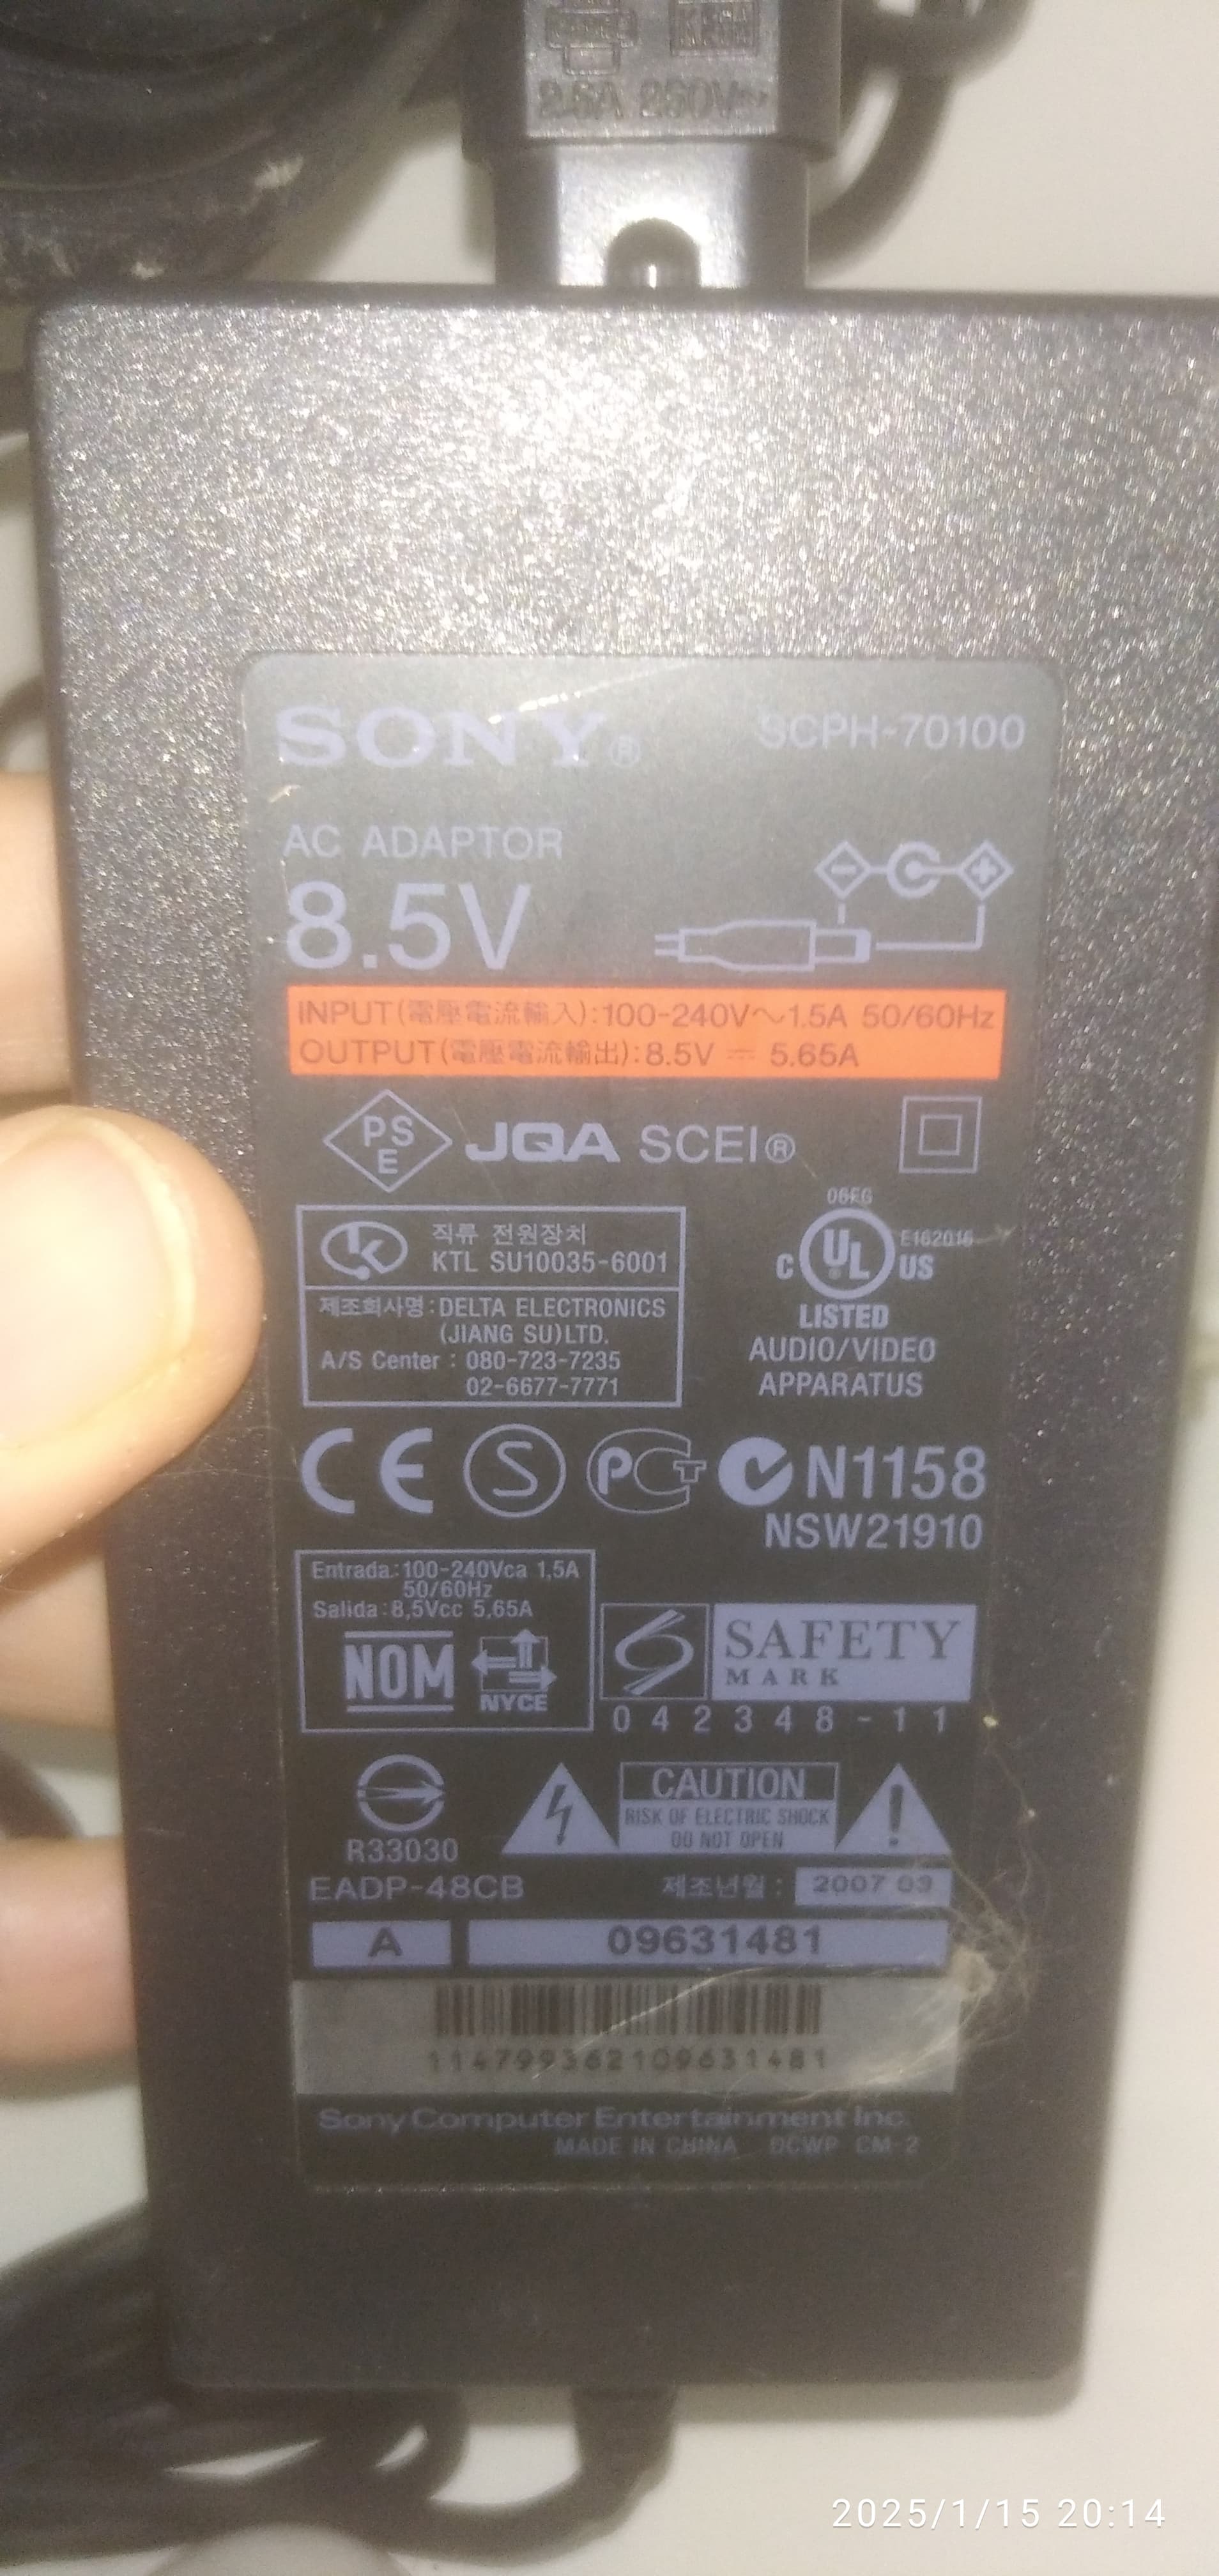 2.5A 250V~
SONY® SCPH-70100
AC ADAPTOR
8.5V
INPUT(電壓電流輸入):100-240V~1.5A 50/60Hz
OUTPUT(電壓電流輸出):8.5V ⎓ 5.65A
PS
E
JQA SCEI®
직류 전원장치
KTL SU10035-6001
제조회사명:DELTA ELECTRONICS
(JIANG SU)LTD.
A/S Center : 080-723-7235
02-6677-7771
06EG
E162016
C UL US
LISTED
AUDIO/VIDEO
APPARATUS
CE S PCT N1158
NSW21910
Entrada:100-240Vca 1,5A
50/60Hz
Salida:8,5Vcc 5,65A
NOM NYCE
SAFETY
MARK
042348-11
R33030
CAUTION
RISK OF ELECTRIC SHOCK
DO NOT OPEN
EADP-48CB 제조년월 : 2007 03
A 09631481
114799362109631481
Sony Computer Entertainment Inc.
MADE IN CHINA DCWP CM-2
2025/1/15 20:14